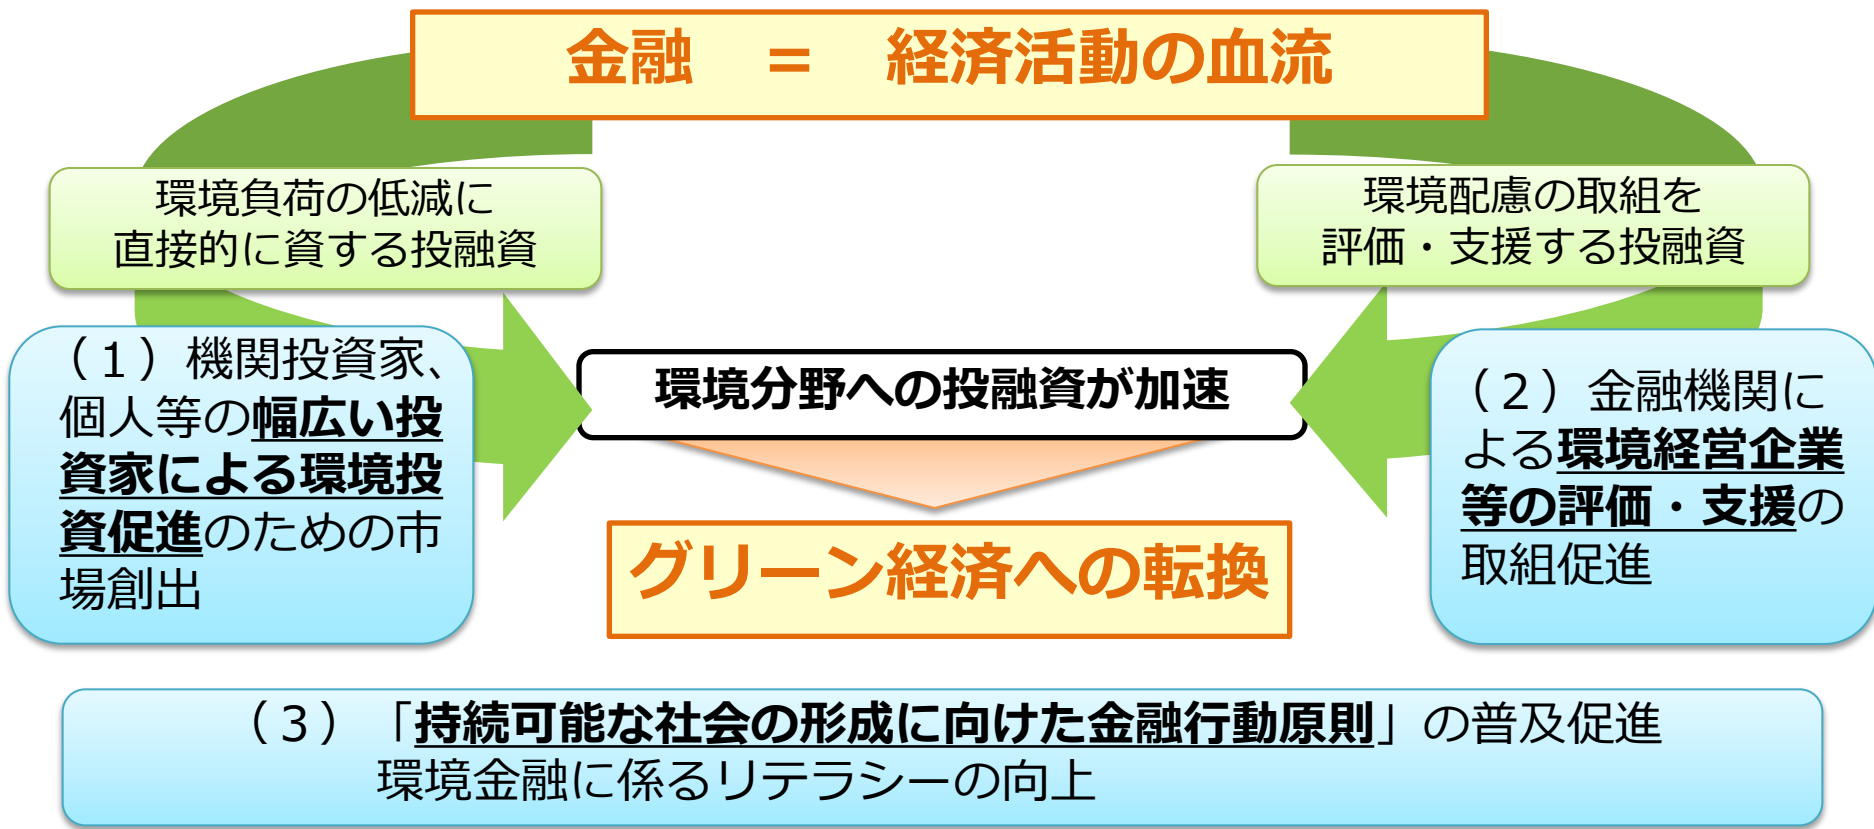 金融　＝　経済活動の血流
環境負荷の低減に
直接的に資する投融資
環境配慮の取組を
評価・支援する投融資
（１）機関投資家、
個人等の幅広い投
資家による環境投
資促進のための市
場創出
環境分野への投融資が加速
（２）金融機関に
よる環境経営企業
等の評価・支援の
取組促進
グリーン経済への転換
（３）「持続可能な社会の形成に向けた金融行動原則」の普及促進
環境金融に係るリテラシーの向上